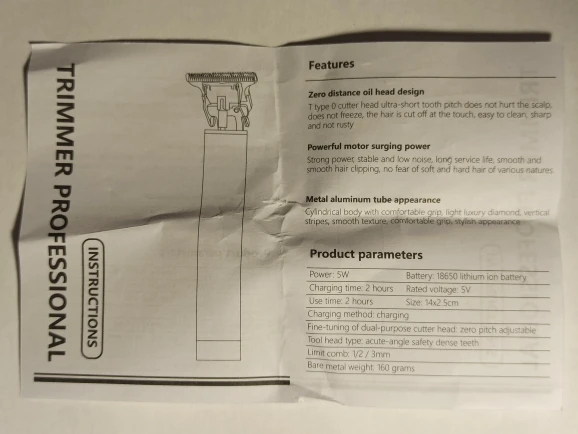 TRIMMER PROFESSIONAL
INSTRUCTIONS
Features
Zero distance oil head design
T type 0 cutter head ultra-short tooth pitch does not hurt the scalp,
does not freeze, the hair is cut off at the touch, easy to clean, sharp
and not rusty
Powerful motor surging power
Strong power, stable and low noise, long service life, smooth and
smooth hair clipping, no fear of soft and hard hair of various natures
Metal aluminum tube appearance
Cylindrical body with comfortable grip, light luxury diamond, vertical
stripes, smooth texture, comfortable grip, stylish appearance
Product parameters
Power: 5W Battery: 18650 lithium ion battery
Charging time: 2 hours Rated voltage: 5V
Use time: 2 hours Size: 14x2.5cm
Charging method: charging
Fine-tuning of dual-purpose cutter head: zero pitch adjustable
Tool head type: acute-angle safety dense teeth
Limit comb: 1/2 / 3mm
Bare metal weight: 160 grams